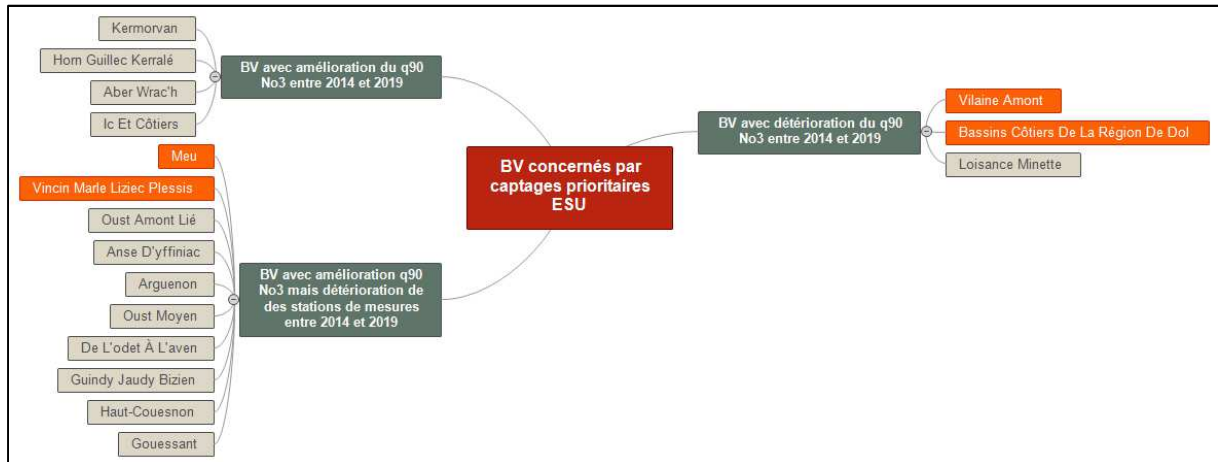 Kermorvan
Horn Guillec Kerralé
Aber Wrac'h
Ic Et Côtiers
BV avec amélioration du q90
No3 entre 2014 et 2019
Meu
Vincin Marle Liziec Plessis
Oust Amont Lié
Anse D'yffiniac
Arguenon
Oust Moyen
De L'odet À L'aven
Guindy Jaudy Bizien
Haut-Couesnon
Gouessant
BV avec amélioration q90
No3 mais détérioration de
des stations de mesures
entre 2014 et 2019
BV concernés par
captages prioritaires
ESU
BV avec détérioration du q90
No3 entre 2014 et 2019
Vilaine Amont
Bassins Côtiers De La Région De Dol
Loisance Minette